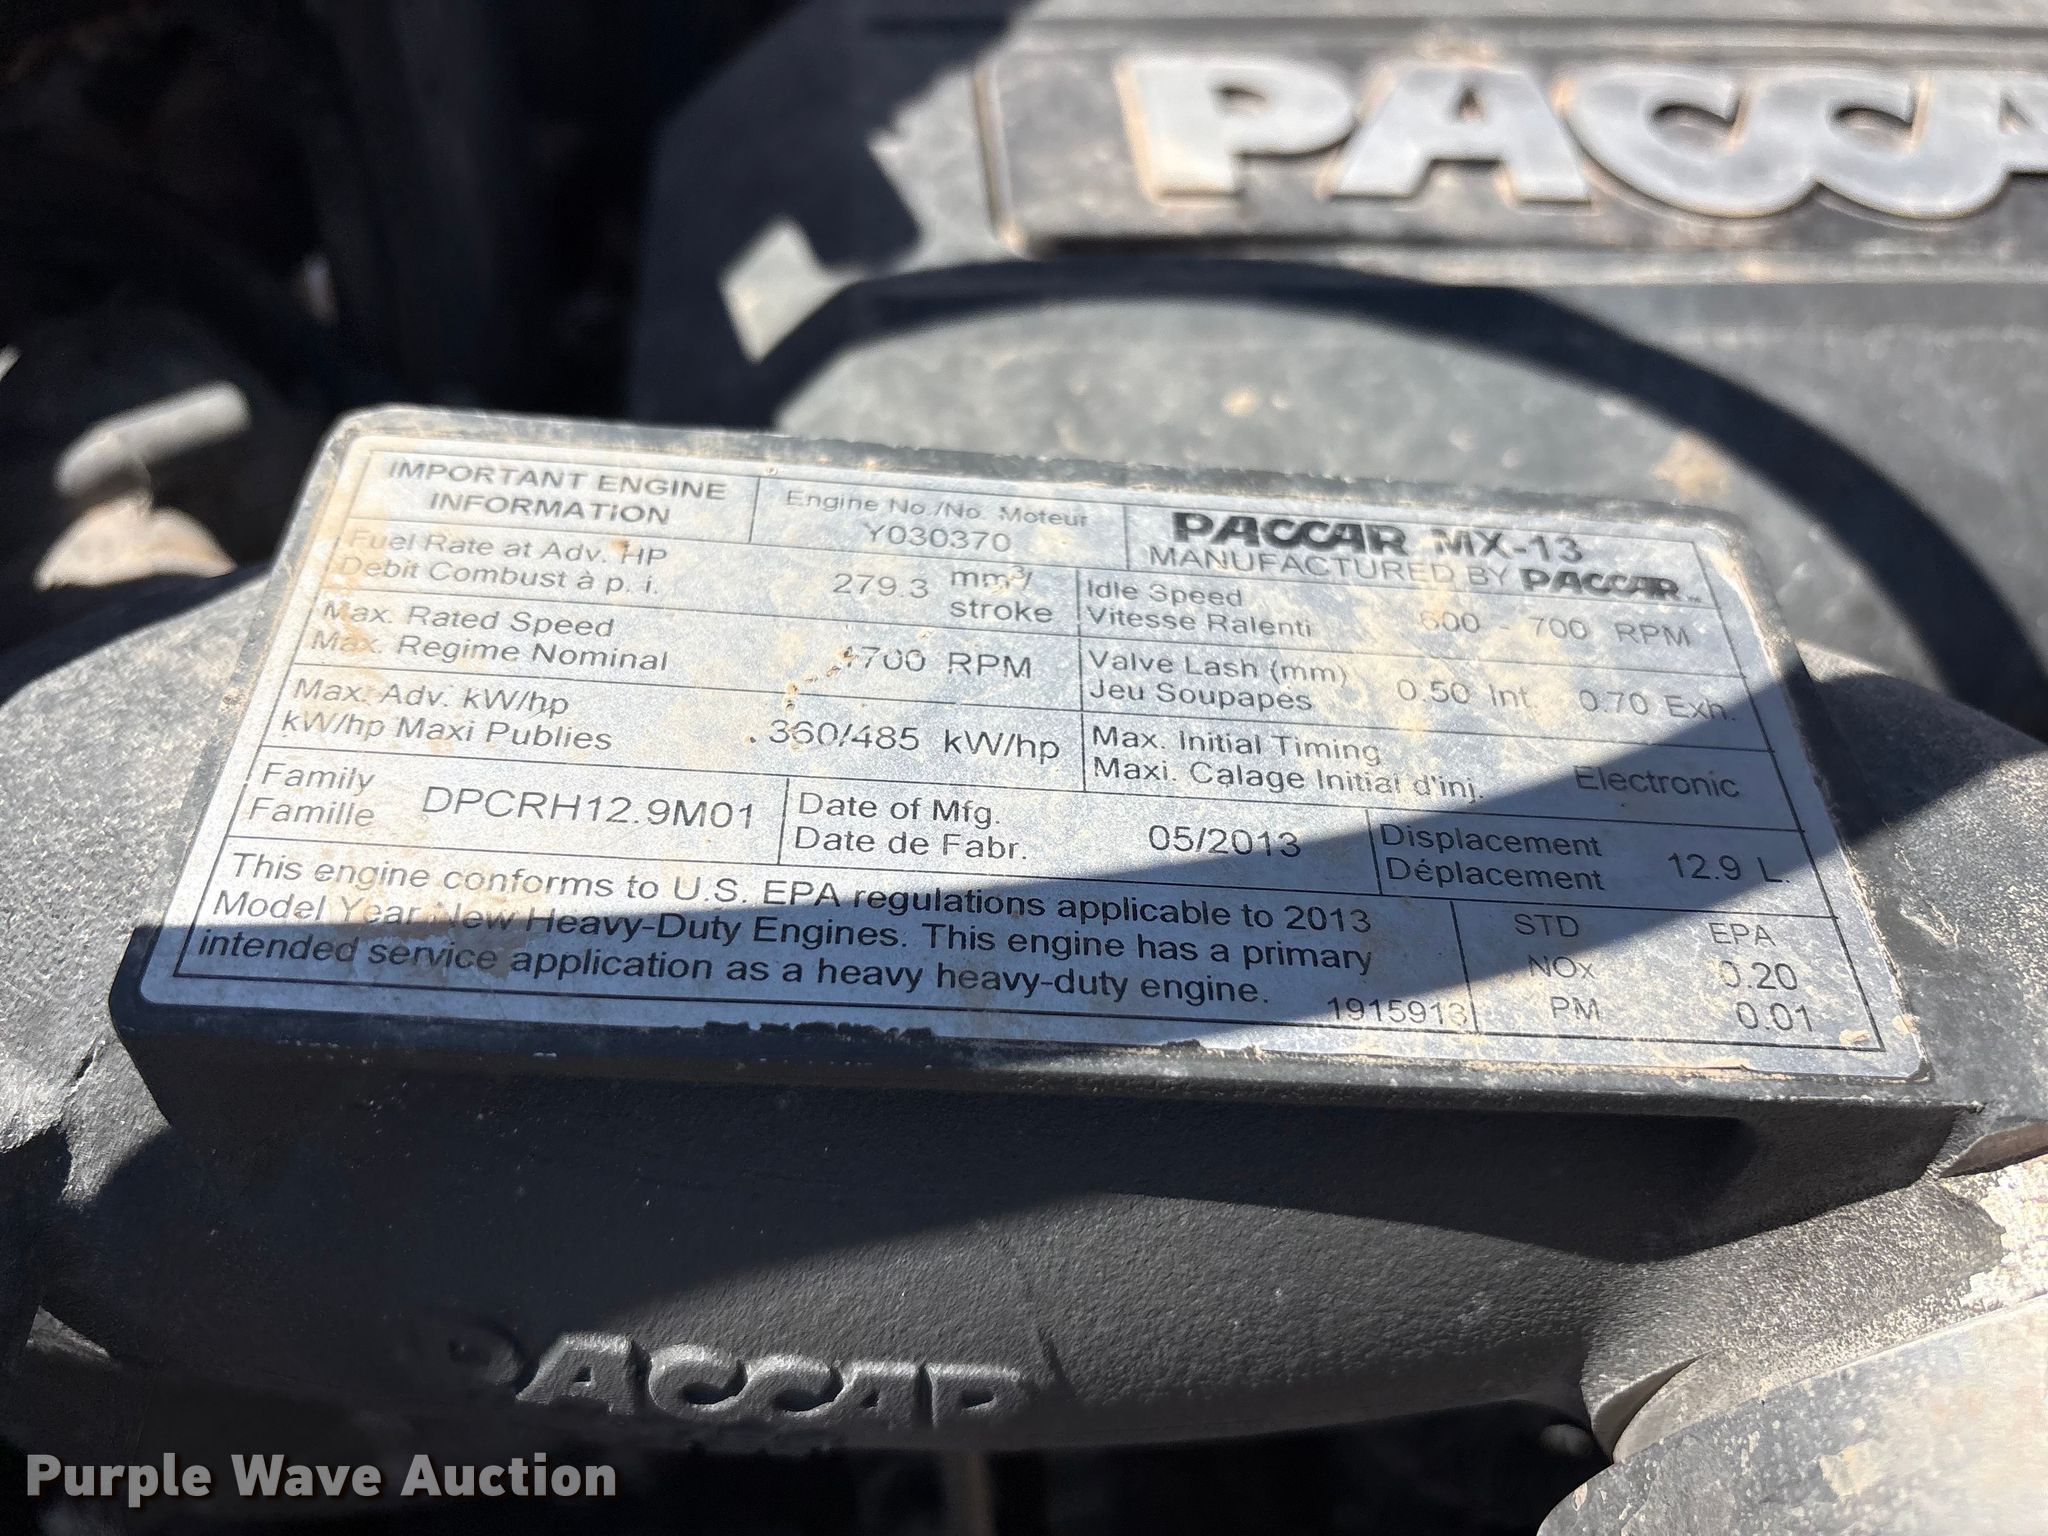 PACCA
IMPORTANT ENGINE
INFORMATION
Engine No./No. Moteur
Y030370
PACCAR MX-13
MANUFACTURED BY PACCAR
Fuel Rate at Adv. HP
Debit Combust à p. i.
279.3 mm³/
stroke
Idle Speed
Vitesse Ralenti
600 - 700 RPM
Max. Rated Speed
Max. Regime Nominal
1700 RPM
Valve Lash (mm)
Jeu Soupapes
0.50 Int. 0.70 Exh.
Max. Adv. kW/hp
kW/hp Maxi Publies
360/485 kW/hp
Max. Initial Timing
Maxi. Calage Initial d'inj.
Electronic
Family
Famille
DPCRH12.9M01
Date of Mfg.
Date de Fabr.
05/2013
Displacement
Déplacement
12.9 L.
This engine conforms to U.S. EPA regulations applicable to 2013
Model Year New Heavy-Duty Engines. This engine has a primary
intended service application as a heavy heavy-duty engine.
1915913
STD EPA
NOx 0.20
PM 0.01
PACCAR
Purple Wave Auction